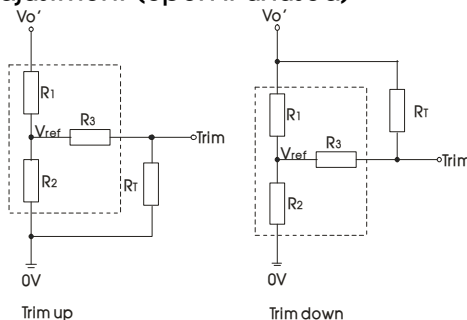 Vo′
R1
R3
Vref
Trim
R2
RT
0V
Trim up
Vo′
R1
RT
R3
Vref
Trim
R2
0V
Trim down